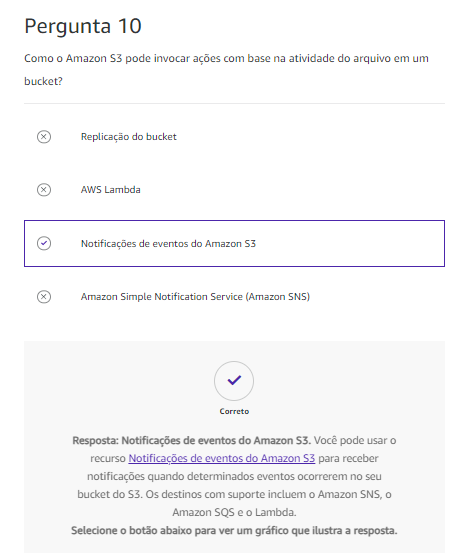 Pergunta 10
Como o Amazon S3 pode invocar ações com base na atividade do arquivo em um
bucket?
Replicação do bucket
AWS Lambda
Notificações de eventos do Amazon S3
Amazon Simple Notification Service (Amazon SNS)
Correto
Resposta: Notificações de eventos do Amazon S3. Você pode usar o
recurso Notificações de eventos do Amazon S3 para receber
notificações quando determinados eventos ocorrerem no seu
bucket do S3. Os destinos com suporte incluem o Amazon SNS, o
Amazon SQS e o Lambda.
Selecione o botão abaixo para ver um gráfico que ilustra a resposta.